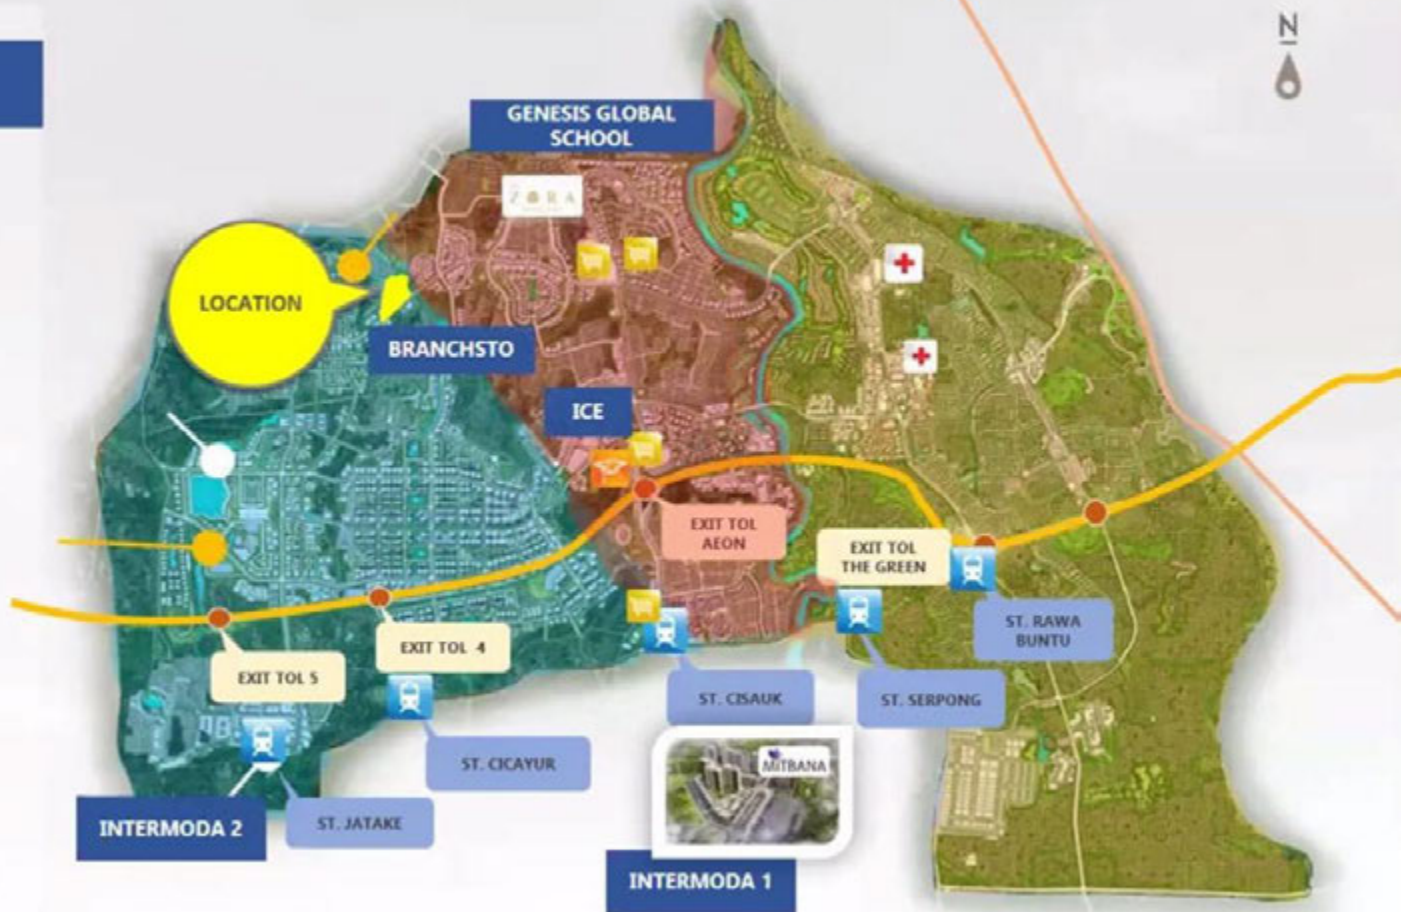 N
GENESIS GLOBAL
SCHOOL
ZORA
LOCATION
BRANCHSTO
ICE
EXIT TOL
AEON
EXIT TOL
THE GREEN
ST. RAWA
BUNTU
EXIT TOL 4
EXIT TOL 5
ST. CISAUK
ST. SERPONG
ST. CICAYUR
MITBANA
ST. JATAKE
INTERMODA 2
INTERMODA 1